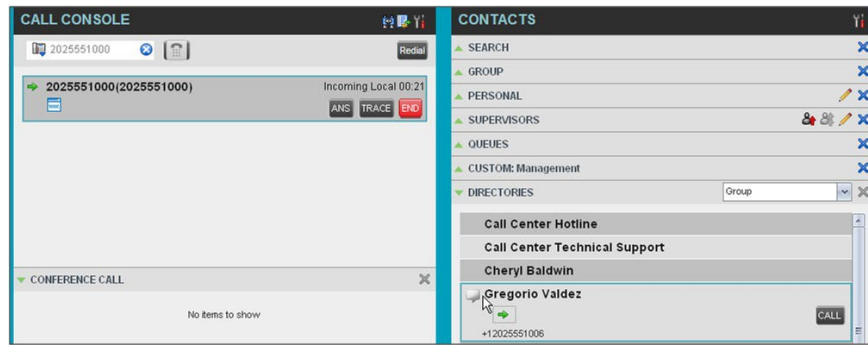 CALL CONSOLE
2025551000
Redial
2025551000(2025551000)
Incoming Local 00:21
ANS
TRACE
END
CONFERENCE CALL
No items to show
CONTACTS
SEARCH
GROUP
PERSONAL
SUPERVISORS
QUEUES
CUSTOM: Management
DIRECTORIES
Group
Call Center Hotline
Call Center Technical Support
Cheryl Baldwin
Gregorio Valdez
CALL
+12025551006